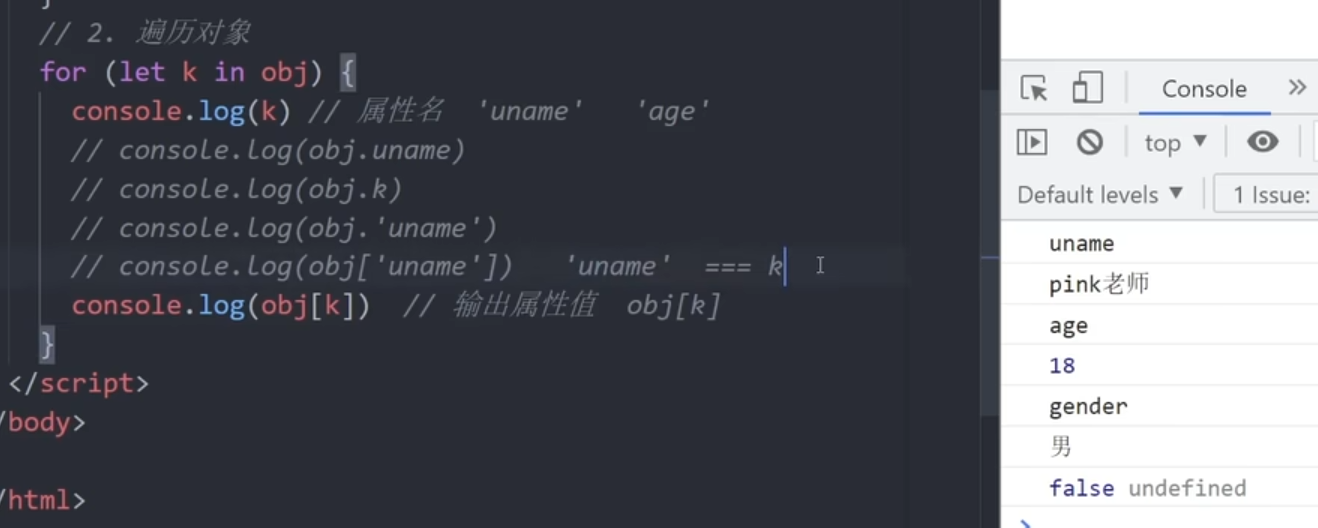 }
// 2. 遍历对象
for (let k in obj) {
console.log(k) // 属性名 'uname' 'age'
// console.log(obj.uname)
// console.log(obj.k)
// console.log(obj.'uname')
// console.log(obj['uname']) 'uname' === k
console.log(obj[k]) // 输出属性值 obj[k]
}
</script>
/body>
/html>
Console »
top ▼
Default levels ▼ 1 Issue:
uname
pink老师
age
18
gender
男
false undefined
›